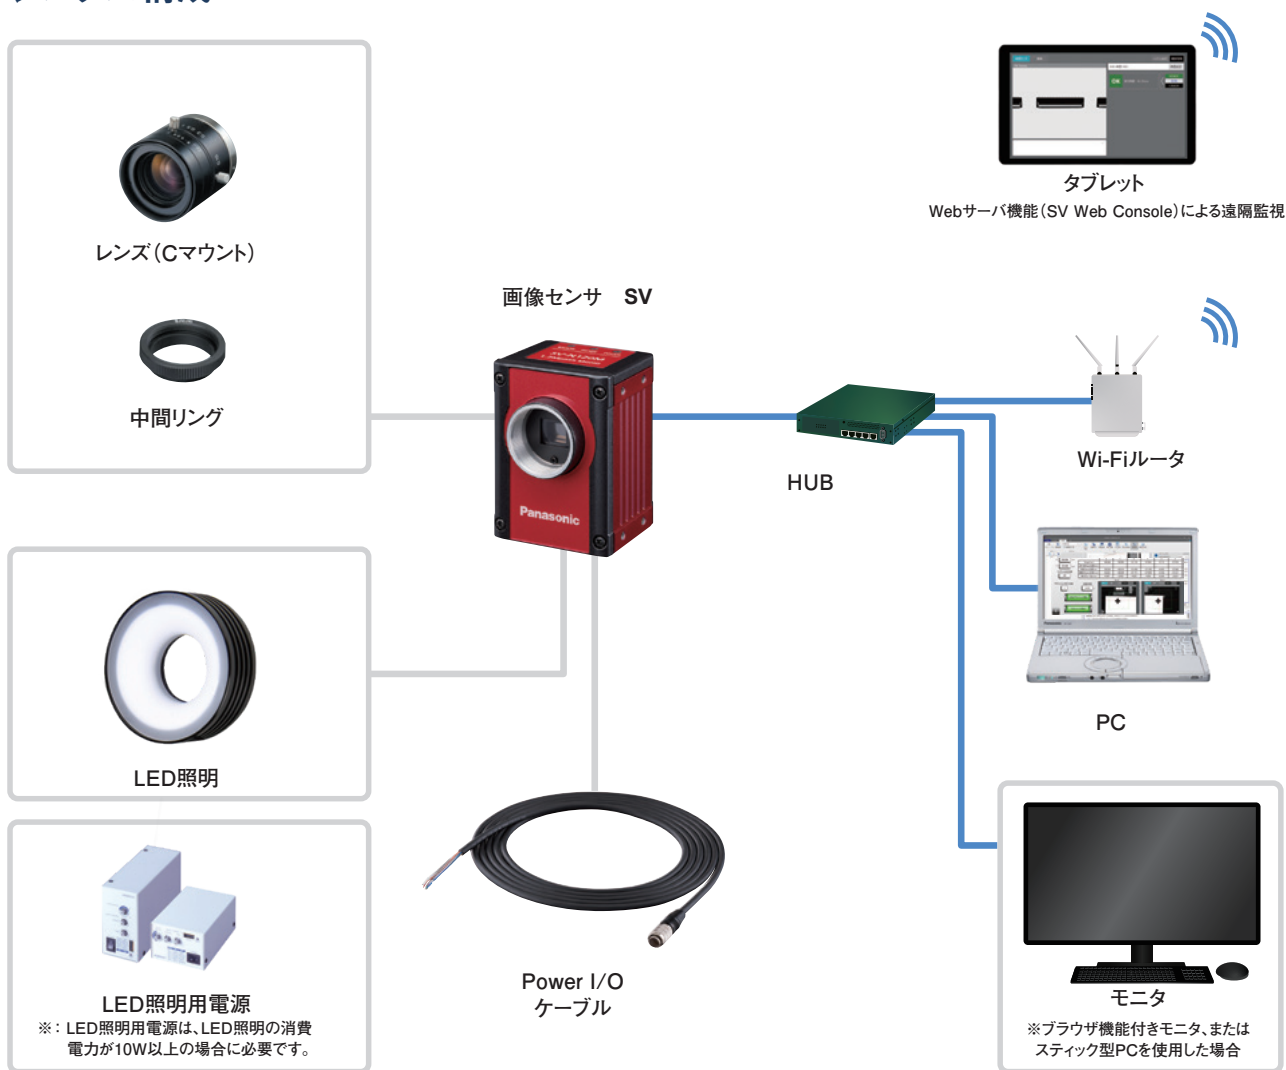 レンズ（Cマウント）
中間リング
LED照明
LED照明用電源
※：LED照明用電源は、LED照明の消費
電力が10W以上の場合に必要です。
画像センサ　SV
SV-N120M
Panasonic
Power I/O
ケーブル
HUB
タブレット
Webサーバ機能（SV Web Console）による遠隔監視
OK
Wi-Fiルータ
PC
モニタ
※ブラウザ機能付きモニタ、または
スティック型PCを使用した場合